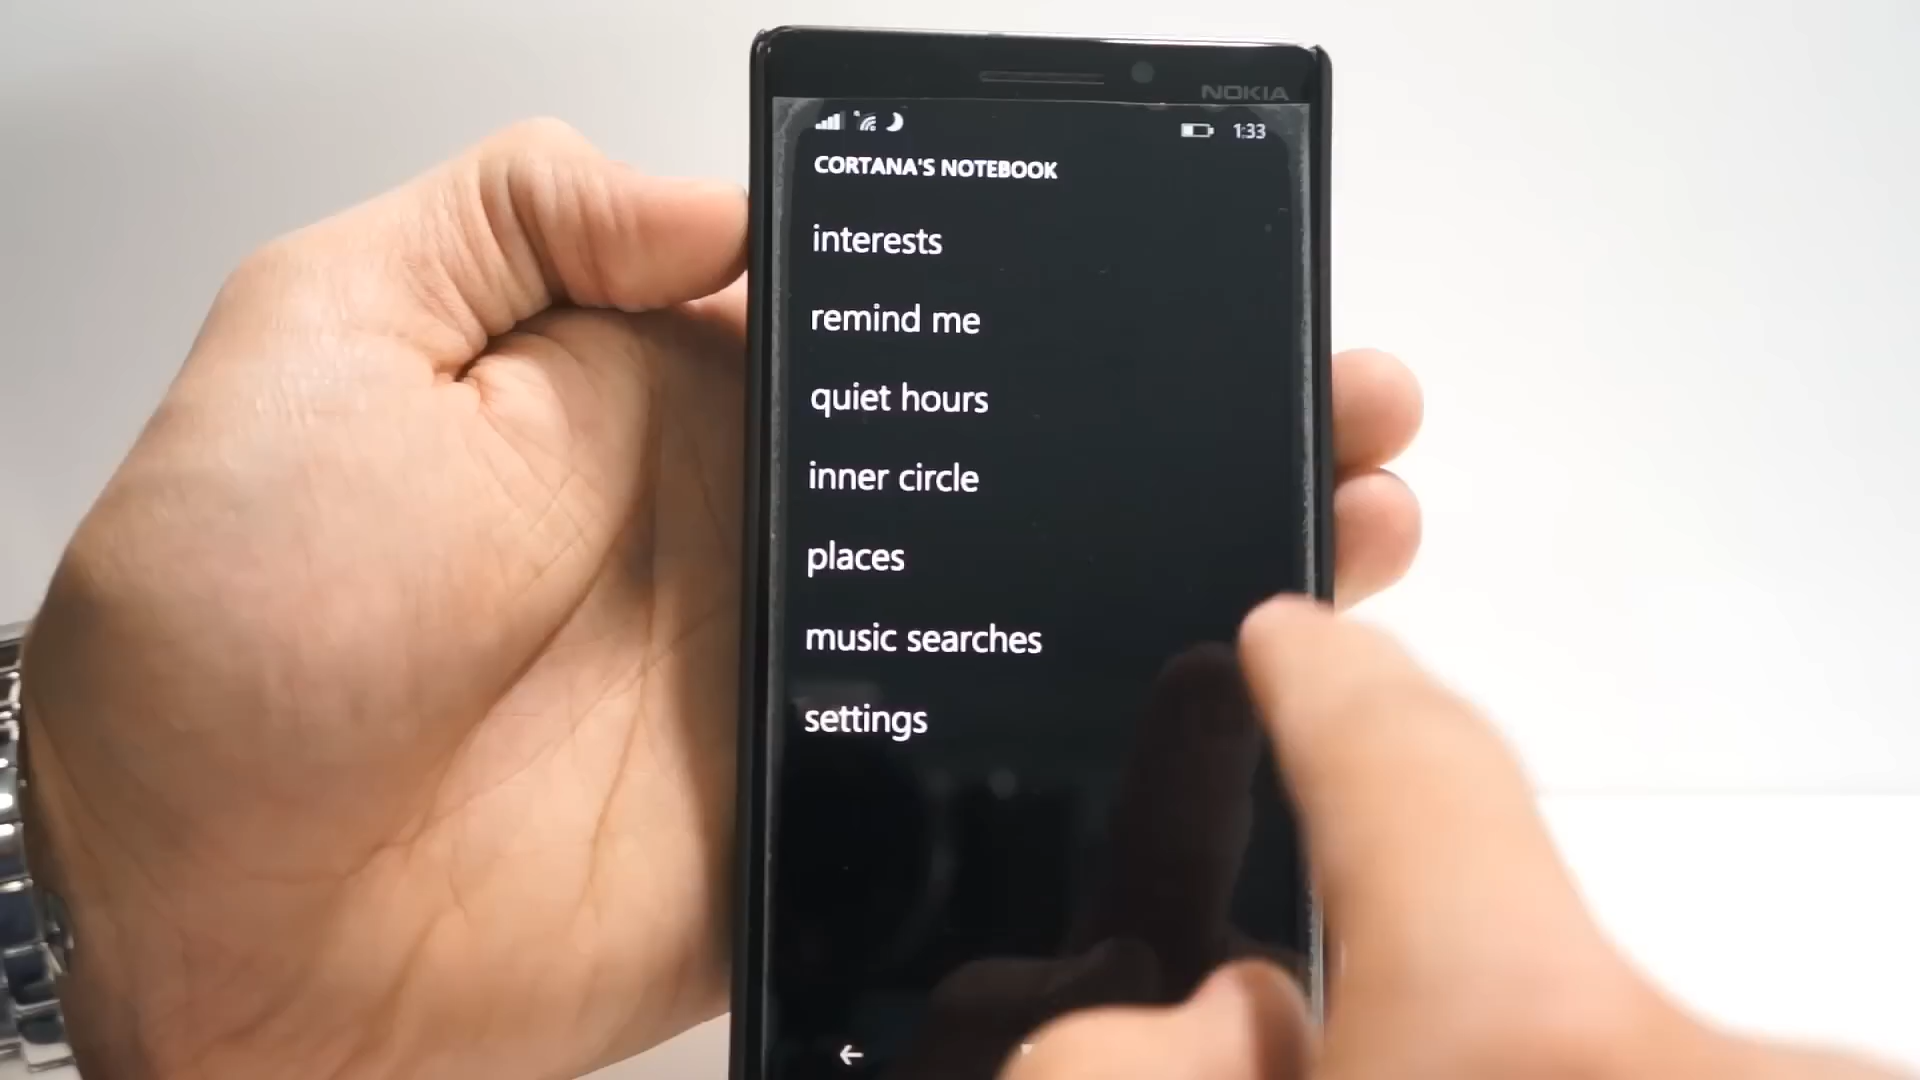 NOKIA
1:33
CORTANA'S NOTEBOOK
interests
remind me
quiet hours
inner circle
places
music searches
settings